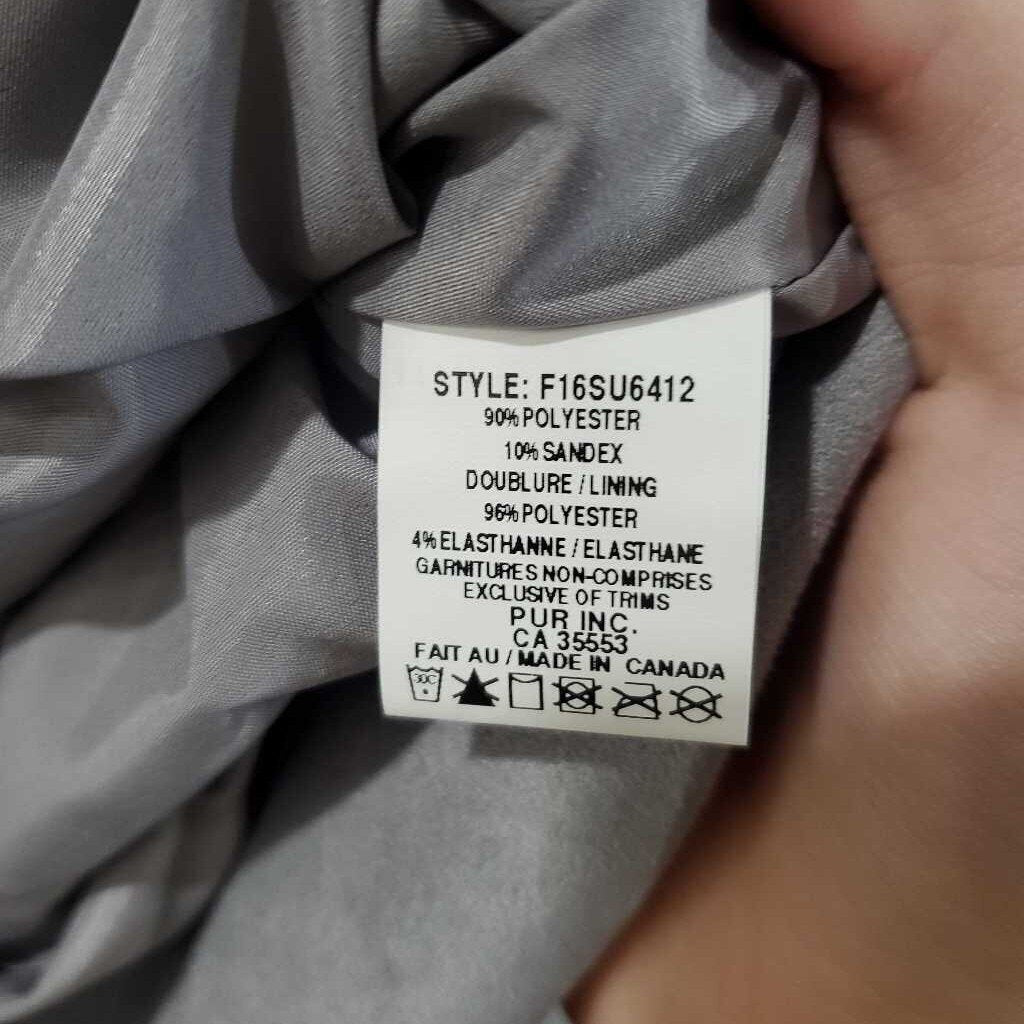 STYLE: F16SU6412
90% POLYESTER
10% SANDEX
DOUBLURE / LINING
96% POLYESTER
4% ELASTHANNE / ELASTHANE
GARNITURES NON-COMPRISES
EXCLUSIVE OF TRIMS
PUR INC.
CA 35553
FAIT AU / MADE IN CANADA
30C